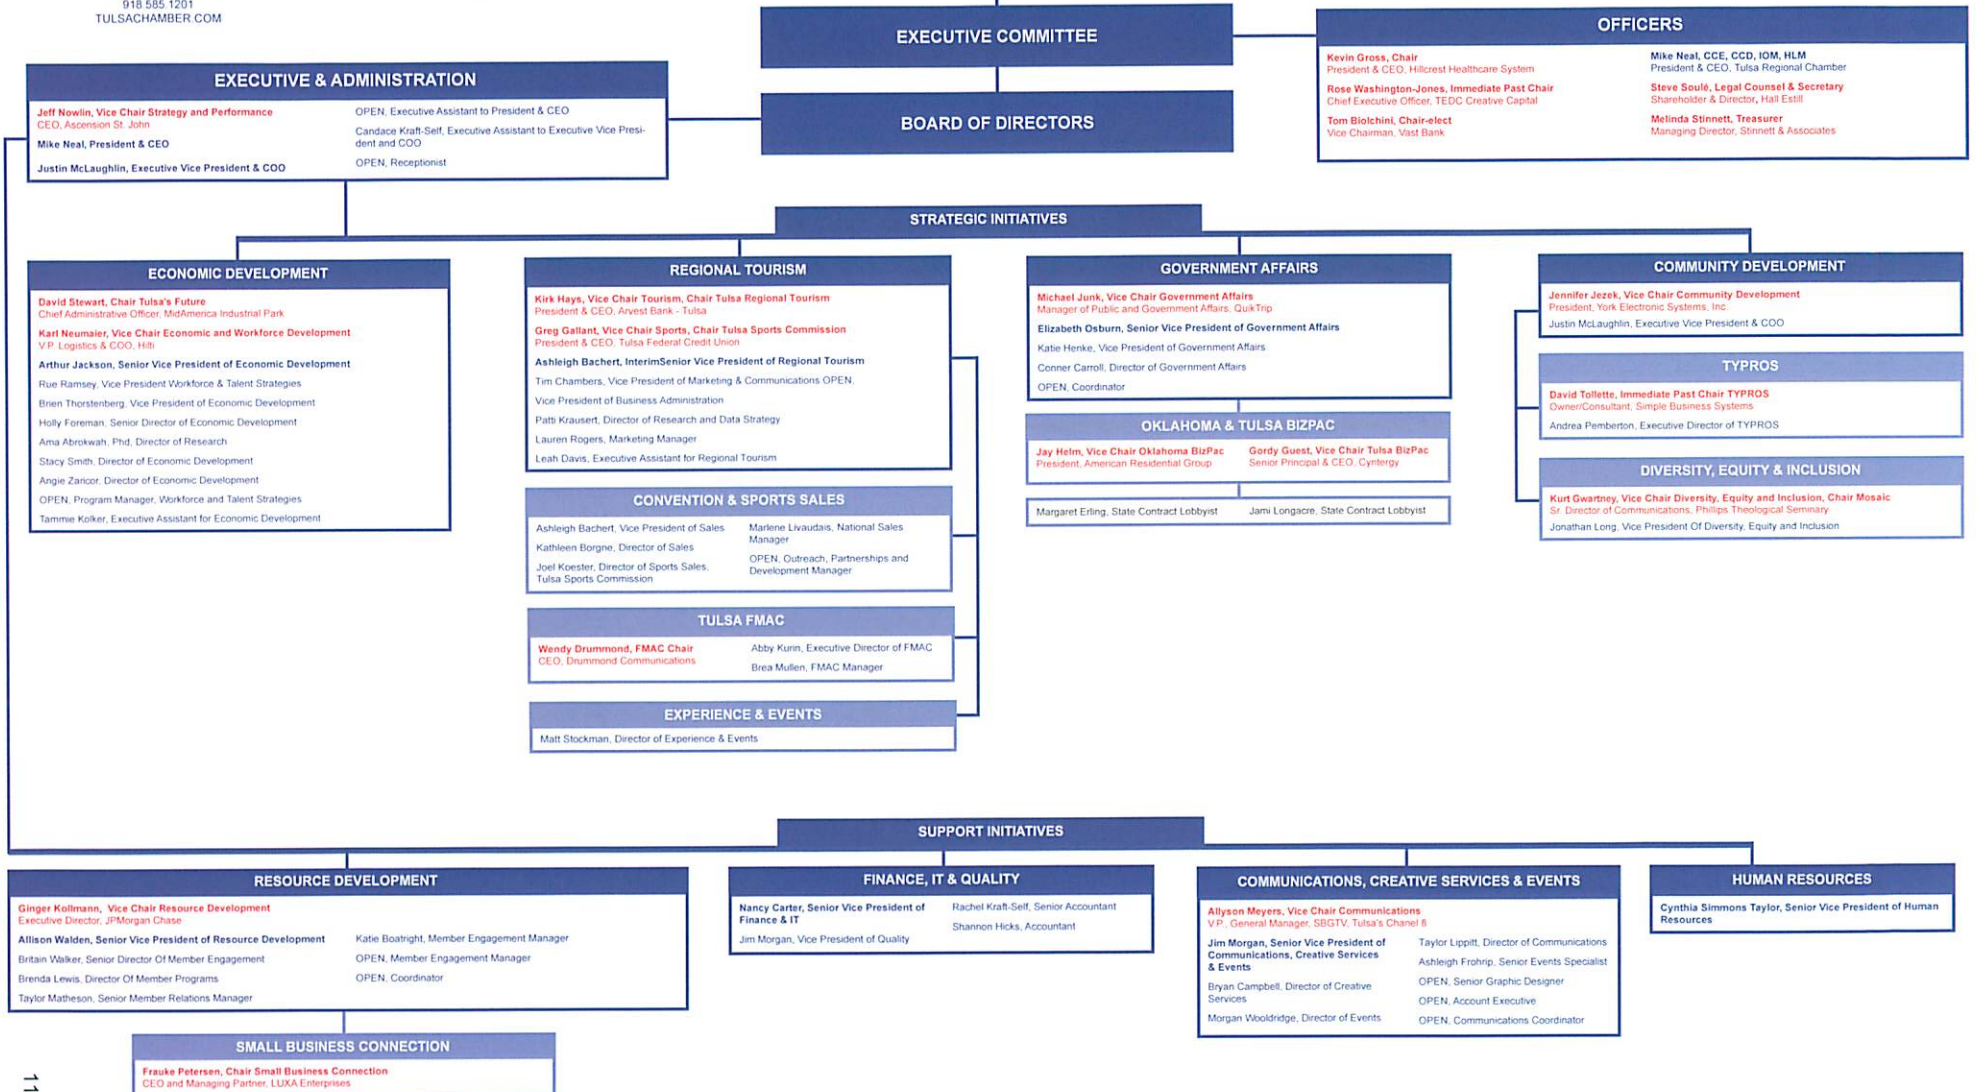 918.585.1201
TULSACHAMBER.COM
EXECUTIVE COMMITTEE
BOARD OF DIRECTORS
OFFICERS
Kevin Gross, Chair
President & CEO, Hillcrest Healthcare System
Rose Washington-Jones, Immediate Past Chair
Chief Executive Officer, TEDC Creative Capital
Tom Biolchini, Chair-elect
Vice Chairman, Vast Bank
Mike Neal, CCE, CCD, IOM, HLM
President & CEO, Tulsa Regional Chamber
Steve Soulé, Legal Counsel & Secretary
Shareholder & Director, Hall Estill
Melinda Stinnett, Treasurer
Managing Director, Stinnett & Associates
EXECUTIVE & ADMINISTRATION
Jeff Nowlin, Vice Chair Strategy and Performance
CEO, Ascension St. John
Mike Neal, President & CEO
Justin McLaughlin, Executive Vice President & COO
OPEN, Executive Assistant to President & CEO
Candace Kraft-Self, Executive Assistant to Executive Vice Presi-
dent and COO
OPEN, Receptionist
STRATEGIC INITIATIVES
ECONOMIC DEVELOPMENT
David Stewart, Chair Tulsa's Future
Chief Administrative Officer, MidAmerica Industrial Park
Karl Neumaier, Vice Chair Economic and Workforce Development
V.P. Logistics & COO, Hilti
Arthur Jackson, Senior Vice President of Economic Development
Rue Ramsey, Vice President Workforce & Talent Strategies
Brien Thorstenberg, Vice President of Economic Development
Holly Foreman, Senior Director of Economic Development
Ama Abrokwah, Phd, Director of Research
Stacy Smith, Director of Economic Development
Angie Zaricor, Director of Economic Development
OPEN, Program Manager, Workforce and Talent Strategies
Tammie Kolker, Executive Assistant for Economic Development
REGIONAL TOURISM
Kirk Hays, Vice Chair Tourism, Chair Tulsa Regional Tourism
President & CEO, Arvest Bank - Tulsa
Greg Gallant, Vice Chair Sports, Chair Tulsa Sports Commission
President & CEO, Tulsa Federal Credit Union
Ashleigh Bachert, InterimSenior Vice President of Regional Tourism
Tim Chambers, Vice President of Marketing & Communications OPEN,
Vice President of Business Administration
Patti Krausert, Director of Research and Data Strategy
Lauren Rogers, Marketing Manager
Leah Davis, Executive Assistant for Regional Tourism
CONVENTION & SPORTS SALES
Ashleigh Bachert, Vice President of Sales
Kathleen Borgne, Director of Sales
Joel Koester, Director of Sports Sales,
Tulsa Sports Commission
Marlene Livaudais, National Sales
Manager
OPEN, Outreach, Partnerships and
Development Manager
TULSA FMAC
Wendy Drummond, FMAC Chair
CEO, Drummond Communications
Abby Kurin, Executive Director of FMAC
Brea Mullen, FMAC Manager
EXPERIENCE & EVENTS
Matt Stockman, Director of Experience & Events
GOVERNMENT AFFAIRS
Michael Junk, Vice Chair Government Affairs
Manager of Public and Government Affairs, QuikTrip
Elizabeth Osburn, Senior Vice President of Government Affairs
Katie Henke, Vice President of Government Affairs
Conner Carroll, Director of Government Affairs
OPEN, Coordinator
OKLAHOMA & TULSA BIZPAC
Jay Helm, Vice Chair Oklahoma BizPac
President, American Residential Group
Gordy Guest, Vice Chair Tulsa BizPac
Senior Principal & CEO, Cyntergy
Margaret Erling, State Contract Lobbyist
Jami Longacre, State Contract Lobbyist
COMMUNITY DEVELOPMENT
Jennifer Jezek, Vice Chair Community Development
President, York Electronic Systems, Inc.
Justin McLaughlin, Executive Vice President & COO
TYPROS
David Tollette, Immediate Past Chair TYPROS
Owner/Consultant, Simple Business Systems
Andrea Pemberton, Executive Director of TYPROS
DIVERSITY, EQUITY & INCLUSION
Kurt Gwartney, Vice Chair Diversity, Equity and Inclusion, Chair Mosaic
Sr. Director of Communications, Phillips Theological Seminary
Jonathan Long, Vice President Of Diversity, Equity and Inclusion
SUPPORT INITIATIVES
RESOURCE DEVELOPMENT
Ginger Kollmann, Vice Chair Resource Development
Executive Director, JPMorgan Chase
Allison Walden, Senior Vice President of Resource Development
Britain Walker, Senior Director Of Member Engagement
Brenda Lewis, Director Of Member Programs
Taylor Matheson, Senior Member Relations Manager
Katie Boatright, Member Engagement Manager
OPEN, Member Engagement Manager
OPEN, Coordinator
SMALL BUSINESS CONNECTION
Frauke Petersen, Chair Small Business Connection
CEO and Managing Partner, LUXA Enterprises
FINANCE, IT & QUALITY
Nancy Carter, Senior Vice President of
Finance & IT
Jim Morgan, Vice President of Quality
Rachel Kraft-Self, Senior Accountant
Shannon Hicks, Accountant
COMMUNICATIONS, CREATIVE SERVICES & EVENTS
Allyson Meyers, Vice Chair Communications
V.P., General Manager, SBGTV, Tulsa's Chanel 8
Jim Morgan, Senior Vice President of
Communications, Creative Services
& Events
Bryan Campbell, Director of Creative
Services
Morgan Wooldridge, Director of Events
Taylor Lippitt, Director of Communications
Ashleigh Frohrip, Senior Events Specialist
OPEN, Senior Graphic Designer
OPEN, Account Executive
OPEN, Communications Coordinator
HUMAN RESOURCES
Cynthia Simmons Taylor, Senior Vice President of Human
Resources
11